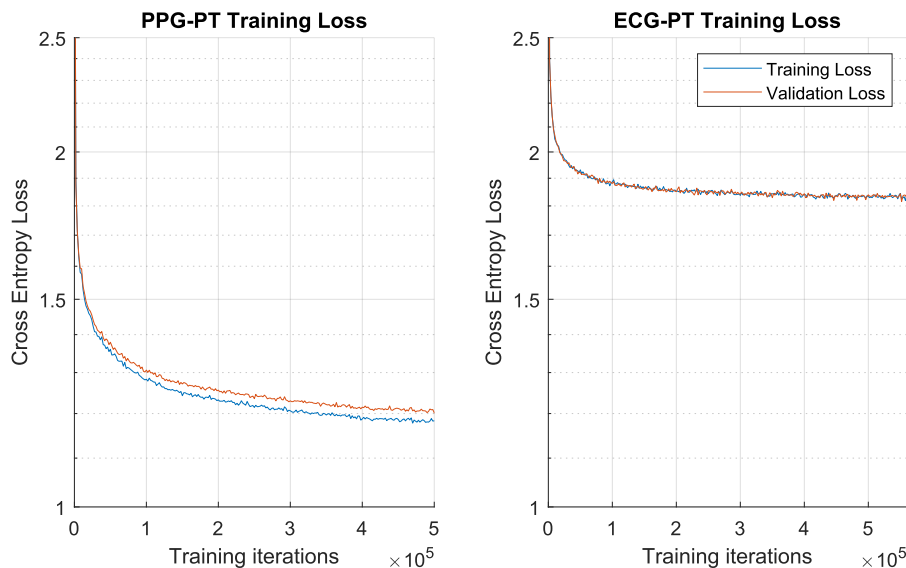 PPG-PT Training Loss
2.5
2
1.5
1
Cross Entropy Loss
0 1 2 3 4 5
Training iterations
×10^5
ECG-PT Training Loss
Training Loss
Validation Loss
2.5
2
1.5
1
Cross Entropy Loss
0 1 2 3 4 5
Training iterations
×10^5